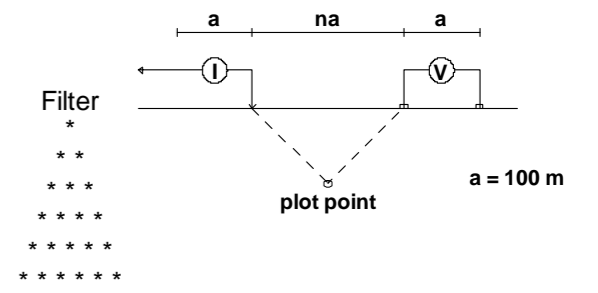 a na a
I V
Filter
*
* *
* * *
* * * *
* * * * *
* * * * * *
a = 100 m
plot point